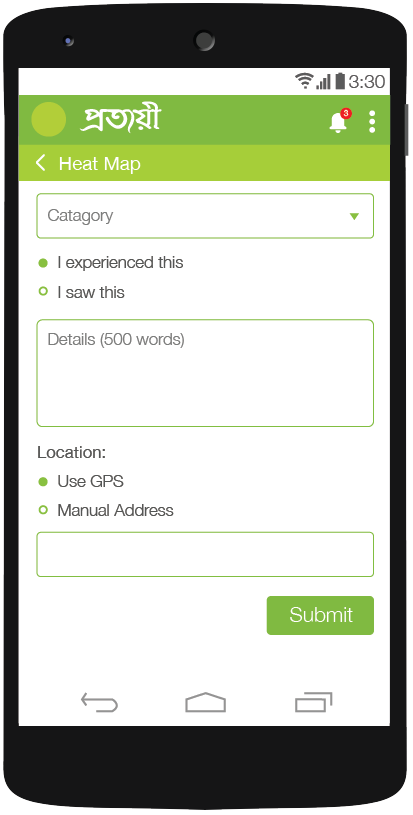 3:30
প্রত্যয়ী
3
Heat Map
Catagory
I experienced this
I saw this
Details (500 words)
Location:
Use GPS
Manual Address
Submit